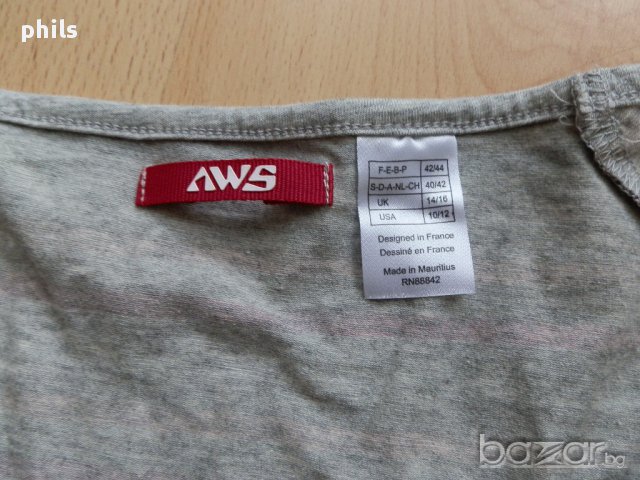 phils
AWS
F-E-B-P 42/44
S-D-A-NL-CH 40/42
UK 14/16
USA 10/12
Designed in France
Dessiné en France
Made in Mauritius
RN88842
bazar.bg